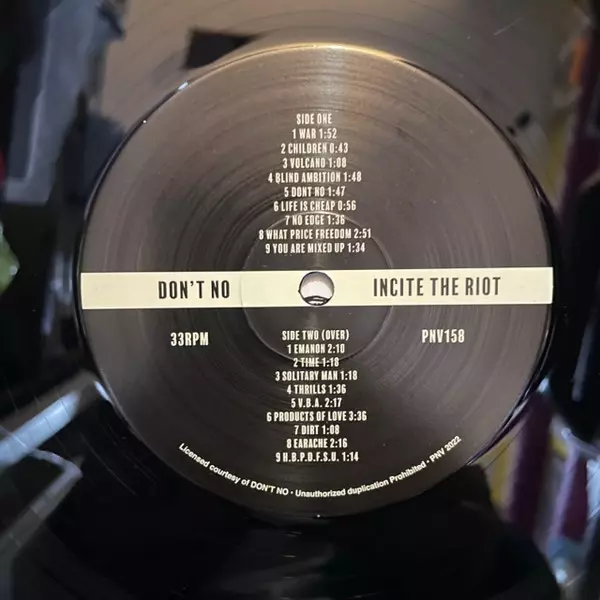 SIDE ONE
1 WAR 1:52
2 CHILDREN 0:43
3 VOLCANO 1:08
4 BLIND AMBITION 1:48
5 DONT NO 1:47
6 LIFE IS CHEAP 0:56
7 NO EDGE 1:36
8 WHAT PRICE FREEDOM 2:51
9 YOU ARE MIXED UP 1:34
DON'T NO INCITE THE RIOT
33RPM PNV158
SIDE TWO (OVER)
1 EMANON 2:10
2 TIME 1:18
3 SOLITARY MAN 1:18
4 THRILLS 1:36
5 V.B.A. 2:17
6 PRODUCTS OF LOVE 3:36
7 DIRT 1:08
8 EARACHE 2:16
9 H.B.P.D.F.S.U. 1:14
Licensed courtesy of DON'T NO • Unauthorized duplication Prohibited • PNV 2022